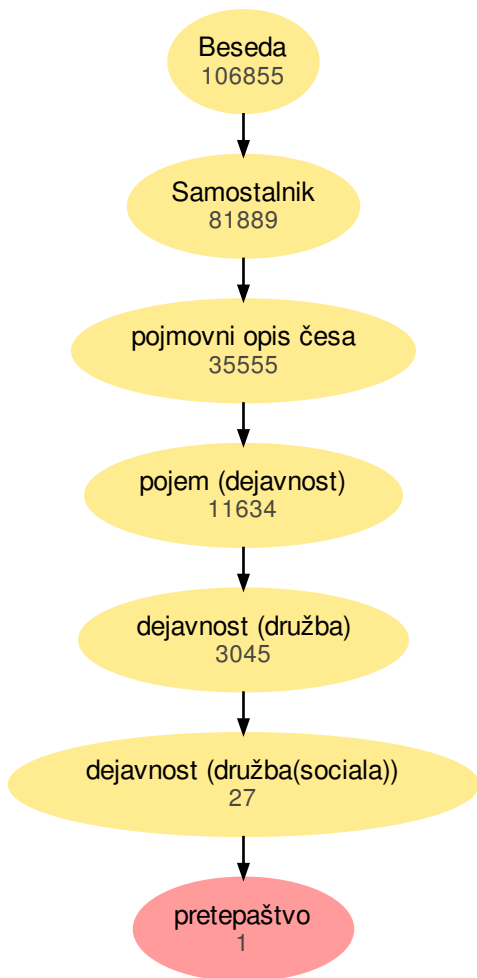 Beseda
106855
Samostalnik
81889
pojmovni opis česa
35555
pojem (dejavnost)
11634
dejavnost (družba)
3045
dejavnost (družba(sociala))
27
pretepaštvo
1